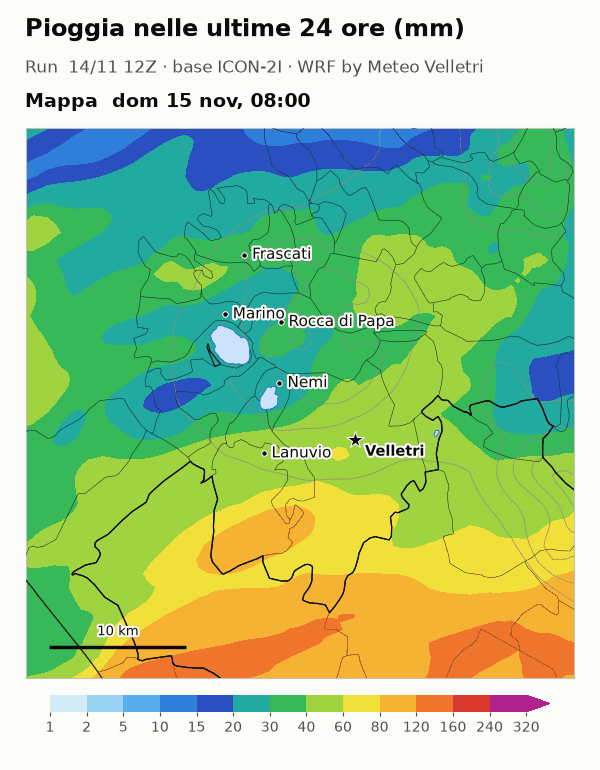 Pioggia nelle ultime 24 ore (mm)
Run  14/11 12Z · base ICON-2I · WRF by Meteo Velletri
Mappa  dom 15 nov, 08:00
Frascati
Marino
Rocca di Papa
Nemi
Velletri
Lanuvio
10 km
1 2 5 10 15 20 30 40 60 80 120 160 240 320